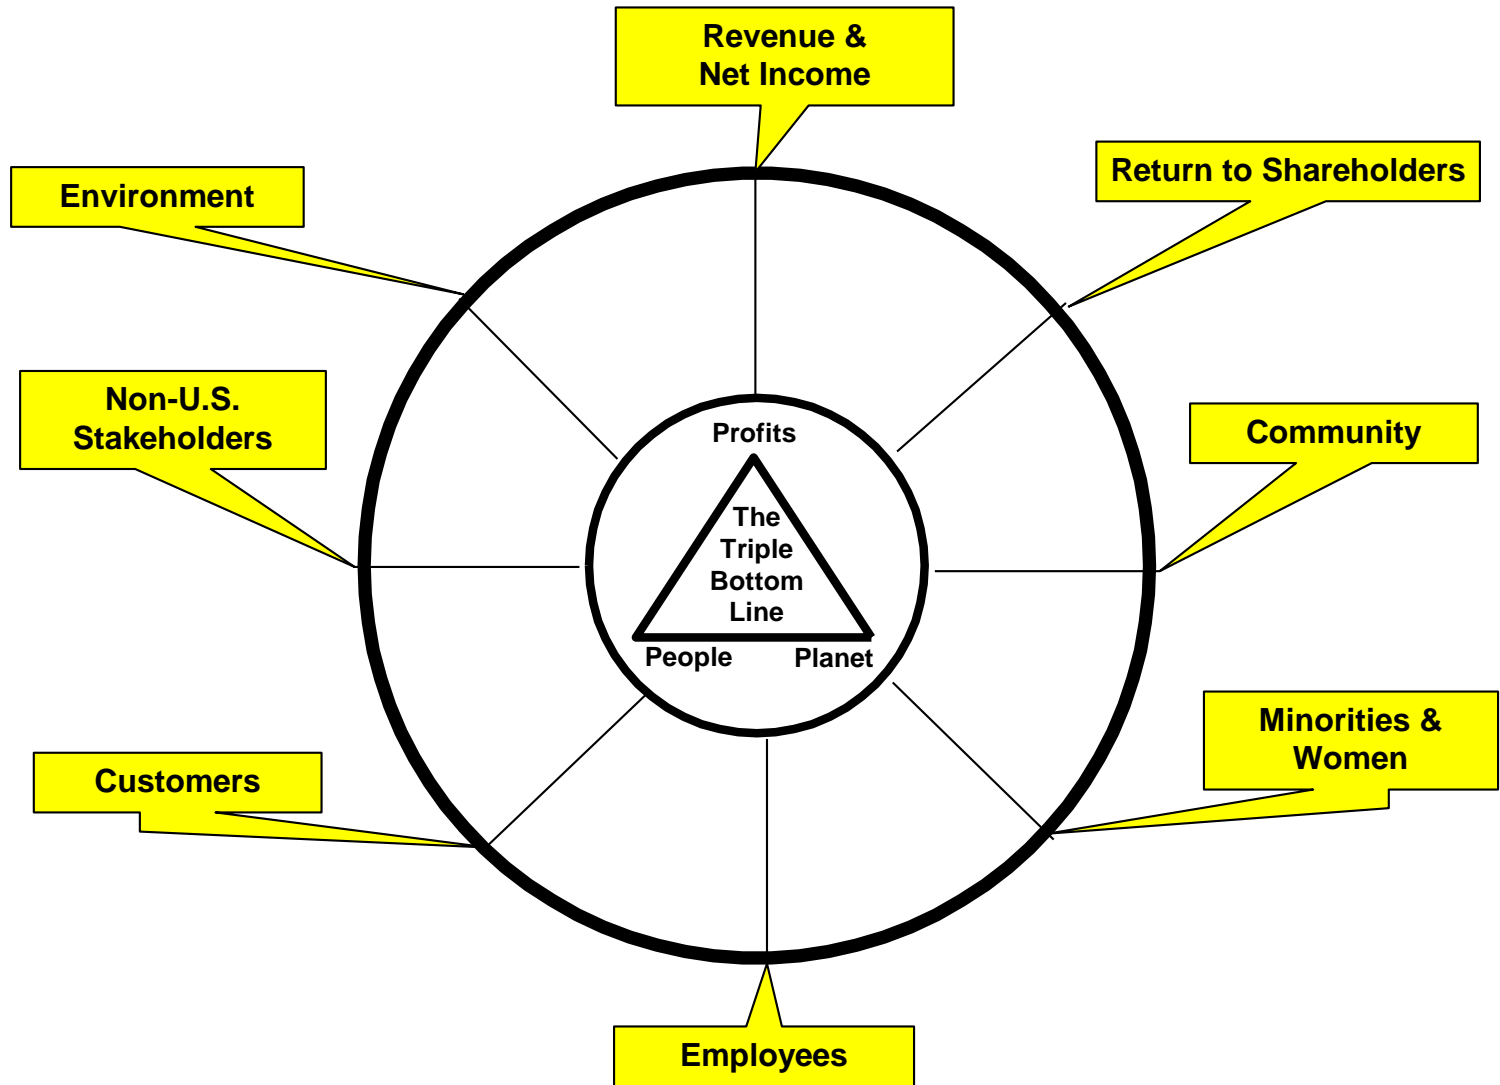 Revenue &
Net Income
Return to Shareholders
Environment
Non-U.S.
Stakeholders
Community
Profits
The
Triple
Bottom
Line
People
Planet
Minorities &
Women
Customers
Employees